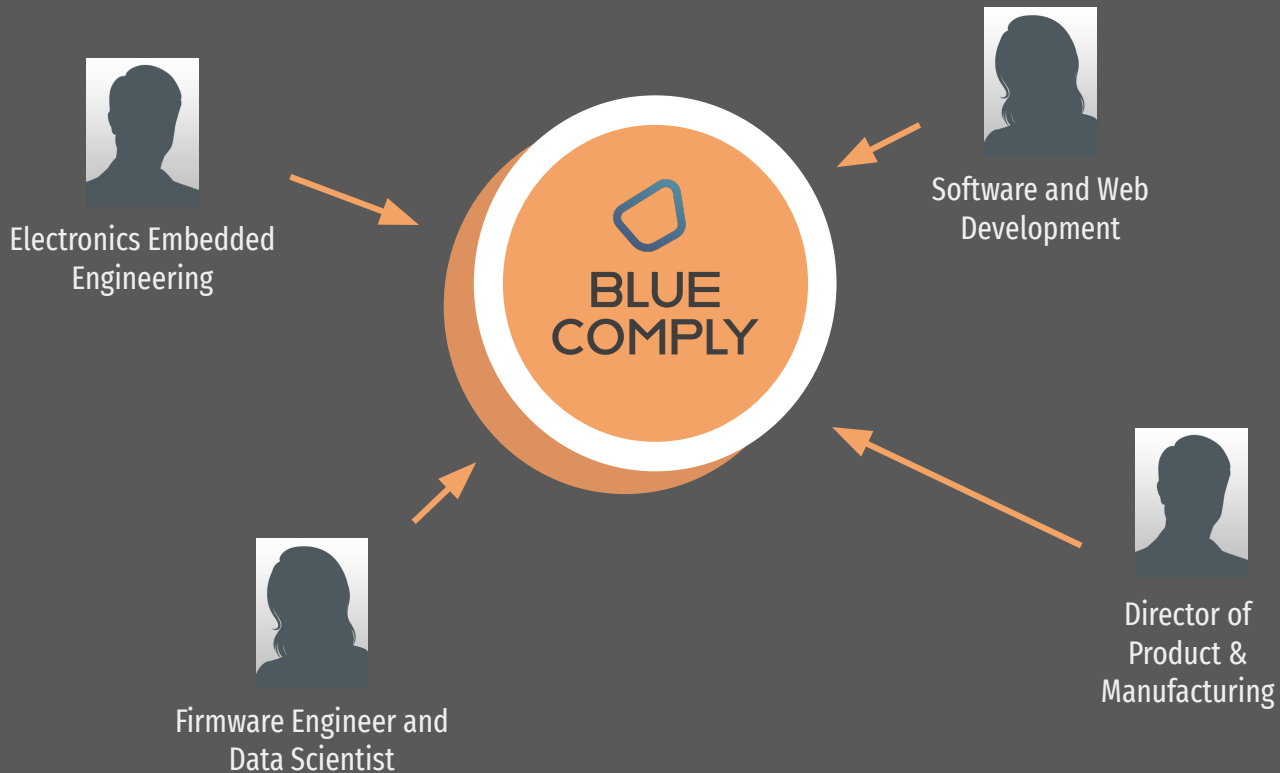 Electronics Embedded
Engineering
Software and Web
Development
BLUE
COMPLY
Firmware Engineer and
Data Scientist
Director of
Product &
Manufacturing